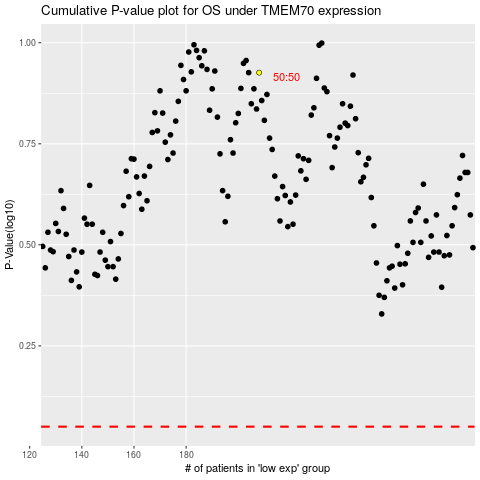 Cumulative P-value plot for OS under TMEM70 expression
1.00
50:50
0.75
P-Value(log10)
0.50
0.25
120 140 160 180
# of patients in 'low exp' group